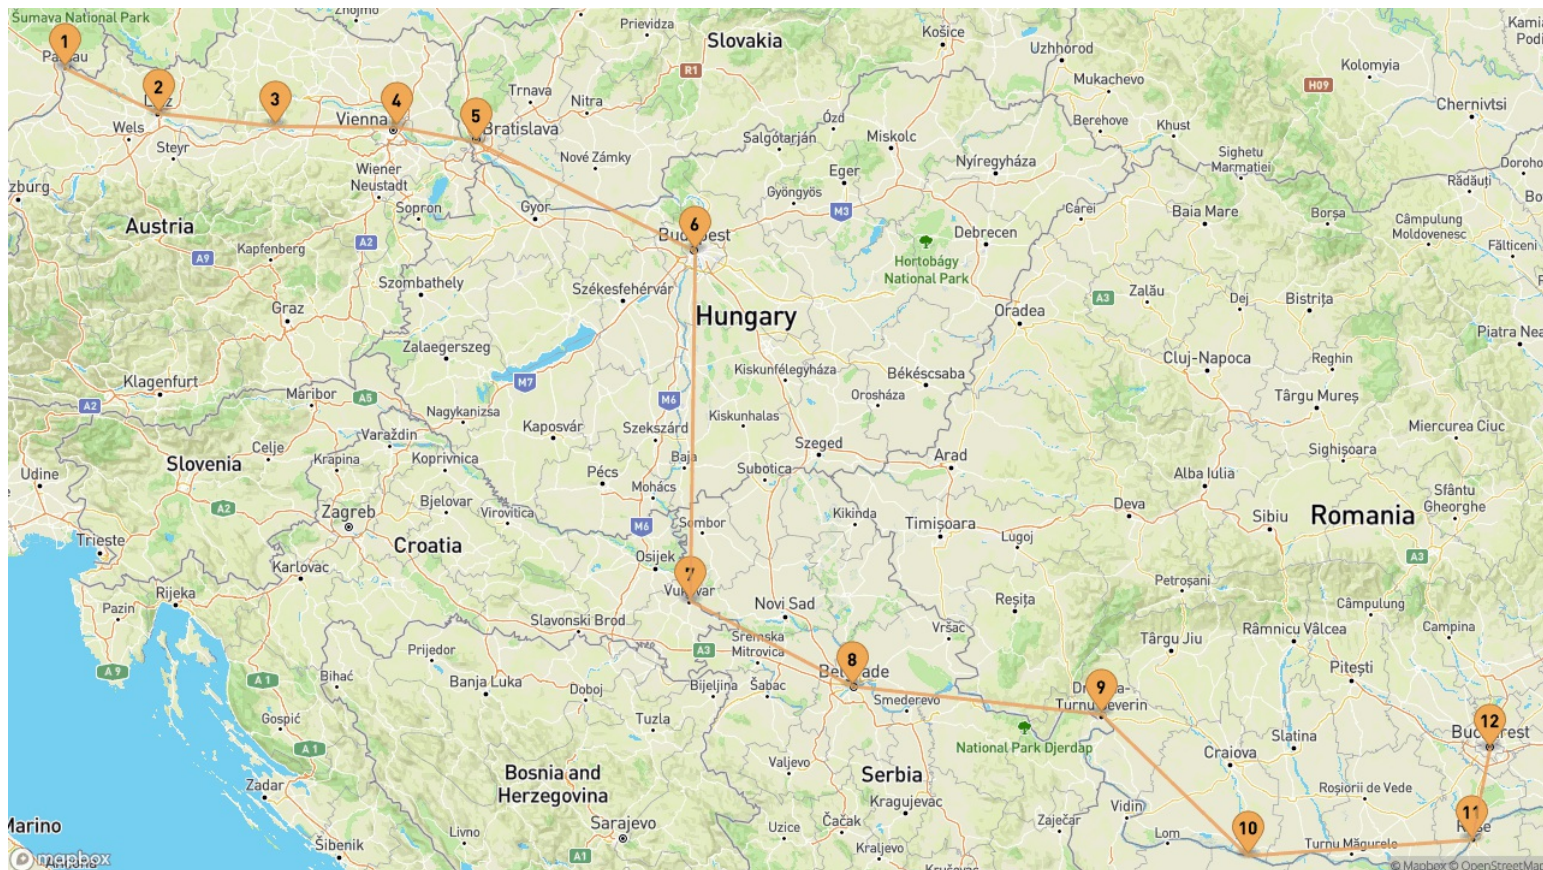 Šumava National Park
Znojmo
Prievidza
Slovakia
Košice
Uzhhorod
Kolomyia
1
R1
H09
Mukachevo
Chernivtsi
2
3
4
5
Trnava
Nitra
Vienna
Bratislava
Ózd
Miskolc
Berehove
Khust
Wels
Steyr
Salgótarján
Nyíregyháza
Sighetu
Marmației
Wiener
Neustadt
Nové Zámky
Eger
Gyöngyös
Rădăuți
Sopron
Gyor
6
M3
Carei
Baia Mare
Borșa
Câmpulung
Moldovenesc
Fălticeni
Austria
A2
A9
Kapfenberg
Debrecen
Hortobágy
National Park
Szombathely
Székesfehérvár
Hungary
A3
Zalău
Dej
Bistrița
Oradea
Graz
Zalaegerszeg
Cluj-Napoca
Reghin
Klagenfurt
M7
Kiskunfélegyháza
Békéscsaba
Orosháza
Târgu Mureș
A2
Maribor
A5
M6
Nagykanizsa
Kiskunhalas
Kaposvár
Szekszárd
Szeged
Miercurea Ciuc
Celje
Varaždin
Krapina
Koprivnica
Baja
Subotica
Arad
Sighișoara
Udine
Slovenia
Pécs
Mohács
Alba Iulia
Sfântu
Gheorghe
A2
Zagreb
Bjelovar
Virovitica
M6
Sombor
Kikinda
Timișoara
Deva
Sibiu
Romania
Trieste
Croatia
Osijek
Lugoj
A3
Karlovac
7
Vukovar
Rijeka
Pazin
Novi Sad
Reșița
Petroșani
Câmpulung
Slavonski Brod
Sremska
Mitrovica
Vršac
Târgu Jiu
Râmnicu Vâlcea
Campina
A9
A1
Prijedor
A3
8
Bihać
Banja Luka
Doboj
Bijeljina
Šabac
Smederevo
9
Pitești
Gospić
Tuzla
National Park Djerdap
12
A1
Craiova
Slatina
Bosnia and
Herzegovina
Valjevo
Serbia
Zadar
Kragujevac
Vidin
Roșiorii de Vede
Marino
Livno
Sarajevo
Čačak
Užice
Zaječar
Lom
10
11
Šibenik
Kraljevo
Turnu Măgurele
A1
mapbox
© Mapbox © OpenStreetMap